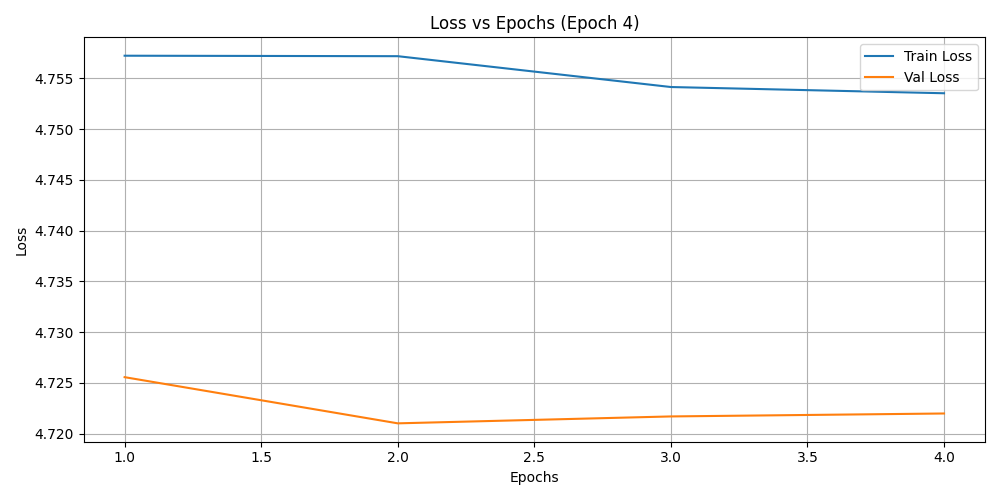 Loss vs Epochs (Epoch 4)
Train Loss
Val Loss
Loss
4.755
4.750
4.745
4.740
4.735
4.730
4.725
4.720
1.0 1.5 2.0 2.5 3.0 3.5 4.0
Epochs